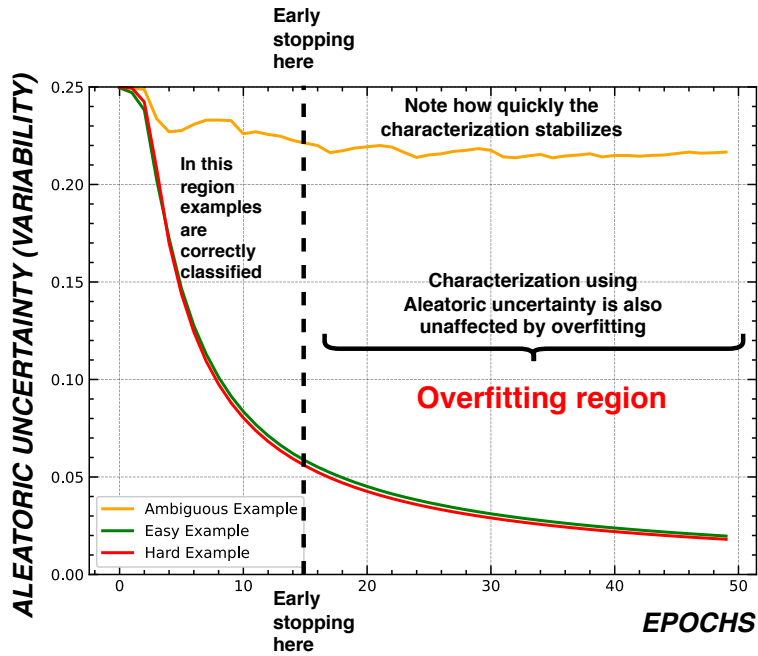 Early
stopping
here
ALEATORIC UNCERTAINTY (VARIABILITY)
0.25
0.20
0.15
0.10
0.05
0.00
Note how quickly the
characterization stabilizes
In this
region
examples
are
correctly
classified
Characterization using
Aleatoric uncertainty is also
unaffected by overfitting
Overfitting region
Ambiguous Example
Easy Example
Hard Example
0 10 20 30 40 50
Early
stopping
here
EPOCHS